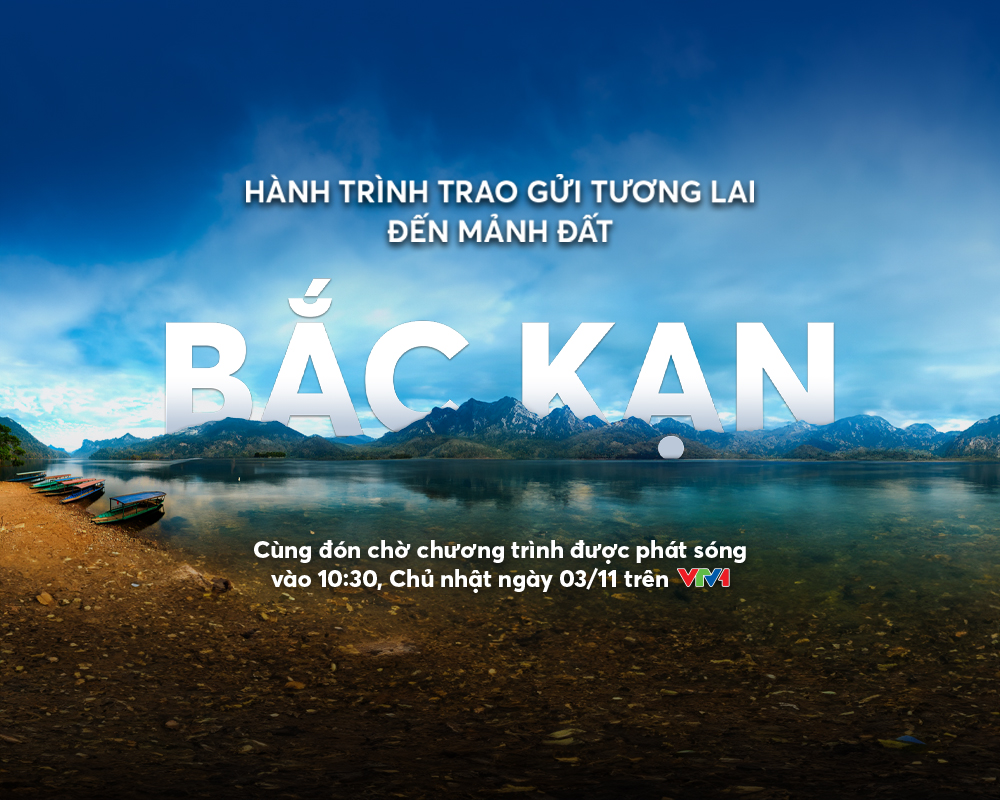 HÀNH TRÌNH TRAO GỬI TƯƠNG LAI
ĐẾN MẢNH ĐẤT
BẮC KẠN
Cùng đón chờ chương trình được phát sóng
vào 10:30, Chủ nhật ngày 03/11 trên VTV1